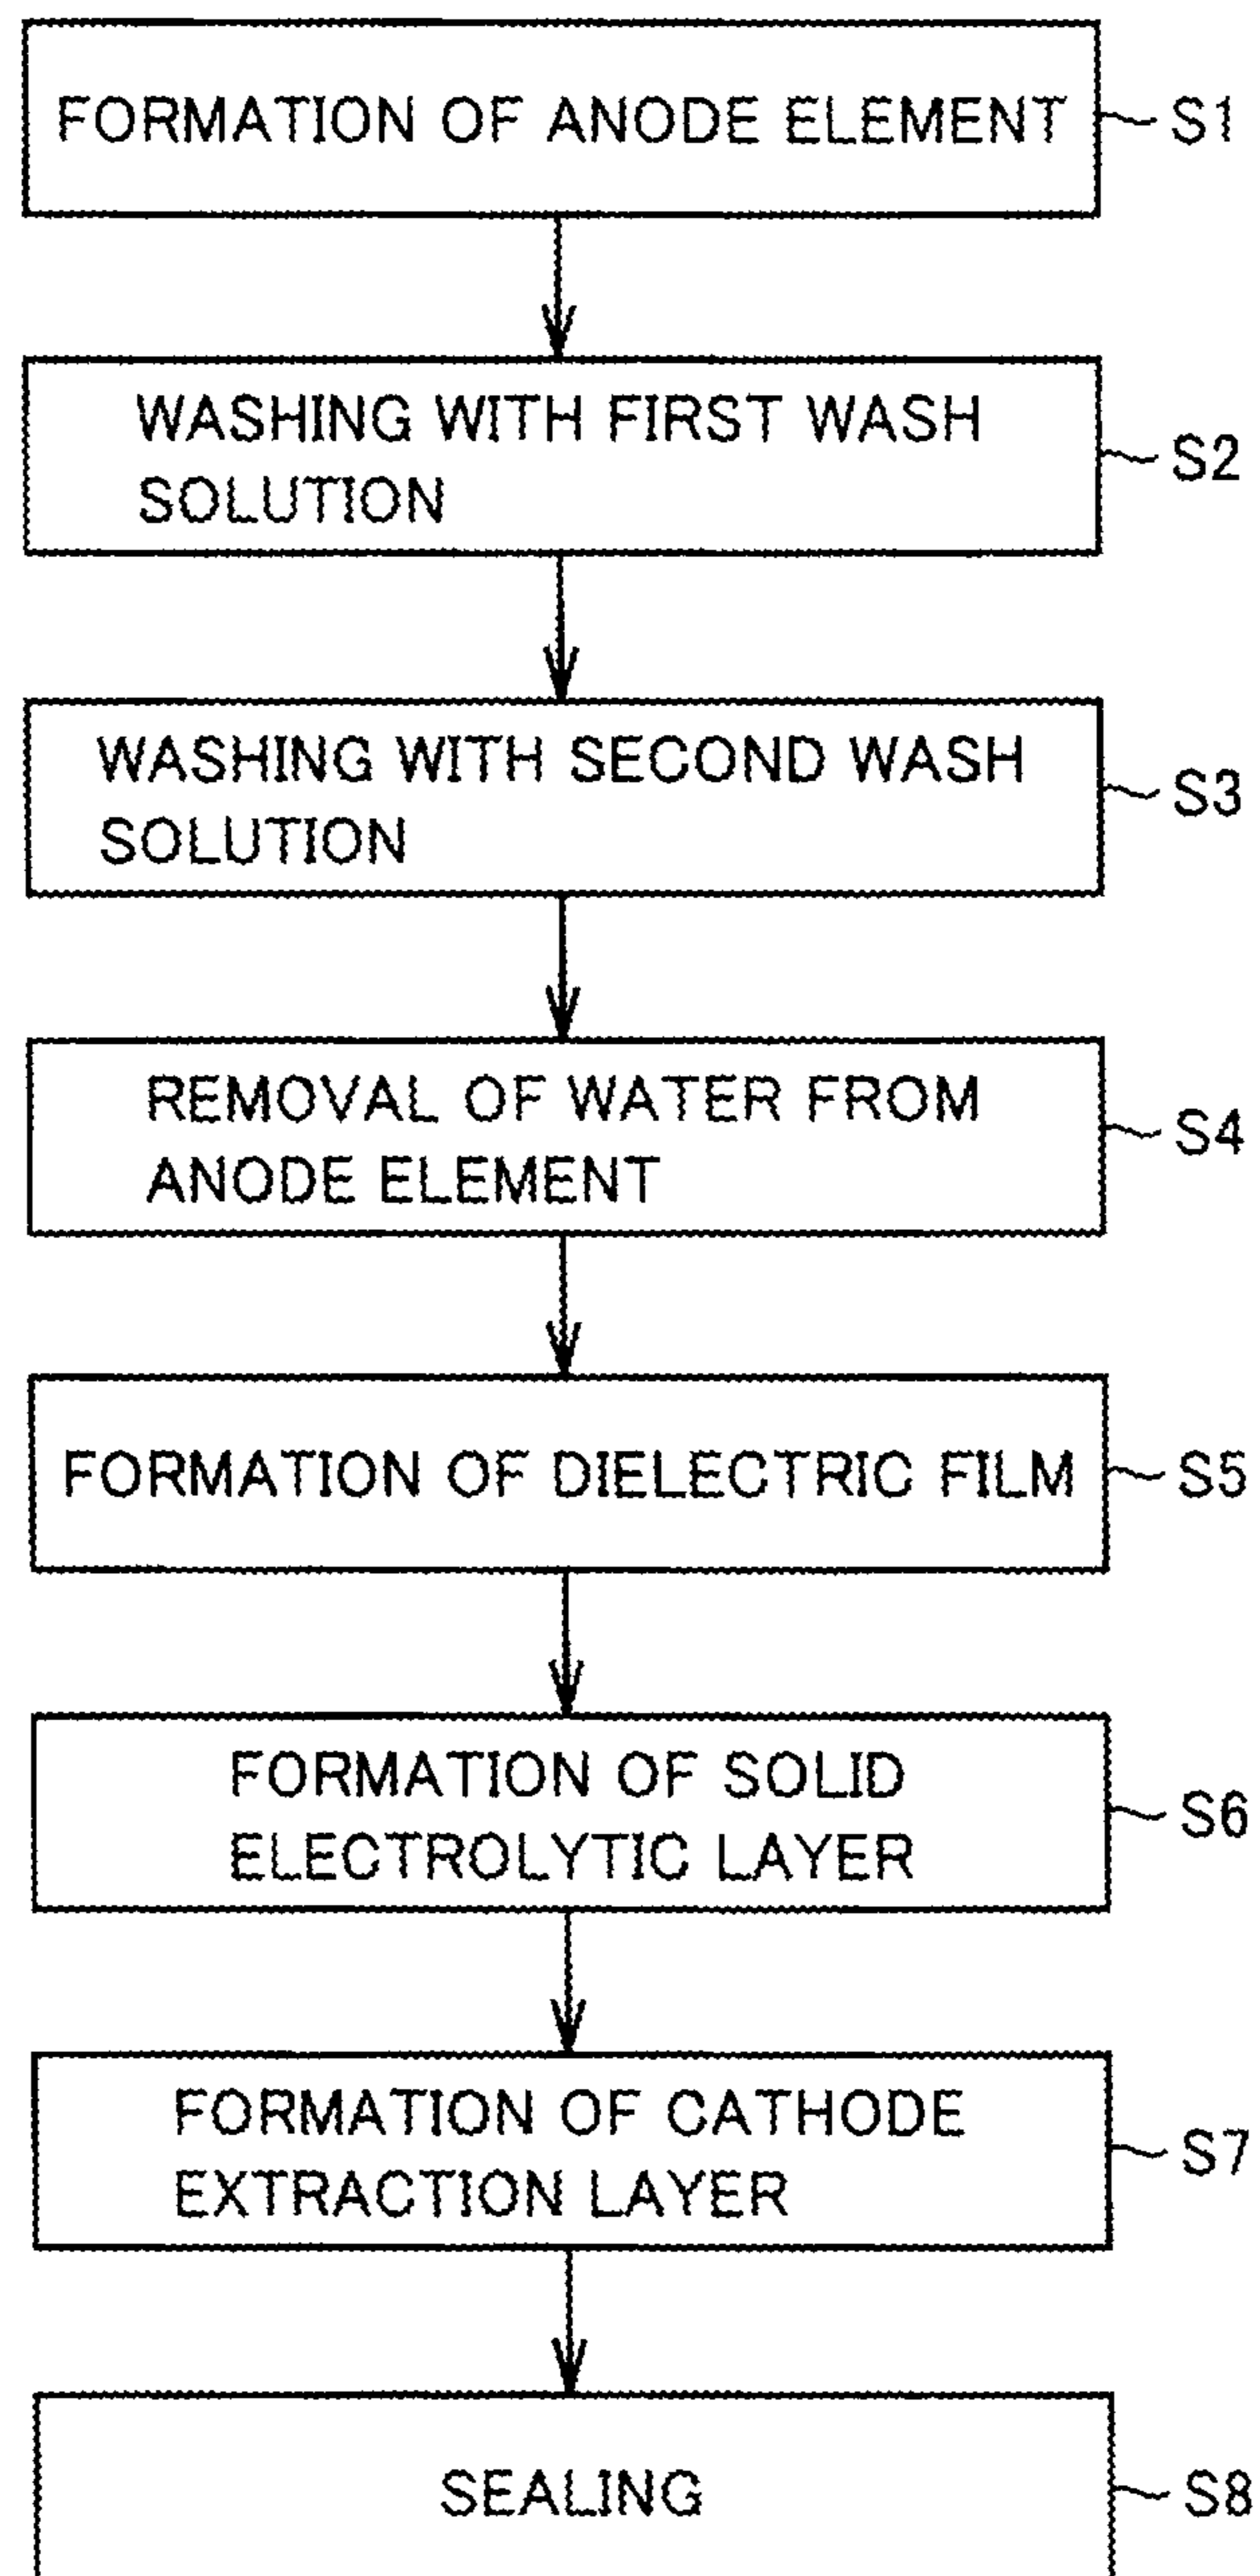 FORMATION OF ANODE ELEMENT
S1
WASHING WITH FIRST WASH
SOLUTION
S2
WASHING WITH SECOND WASH
SOLUTION
S3
REMOVAL OF WATER FROM
ANODE ELEMENT
S4
FORMATION OF DIELECTRIC FILM
S5
FORMATION OF SOLID
ELECTROLYTIC LAYER
S6
FORMATION OF CATHODE
EXTRACTION LAYER
S7
SEALING
S8